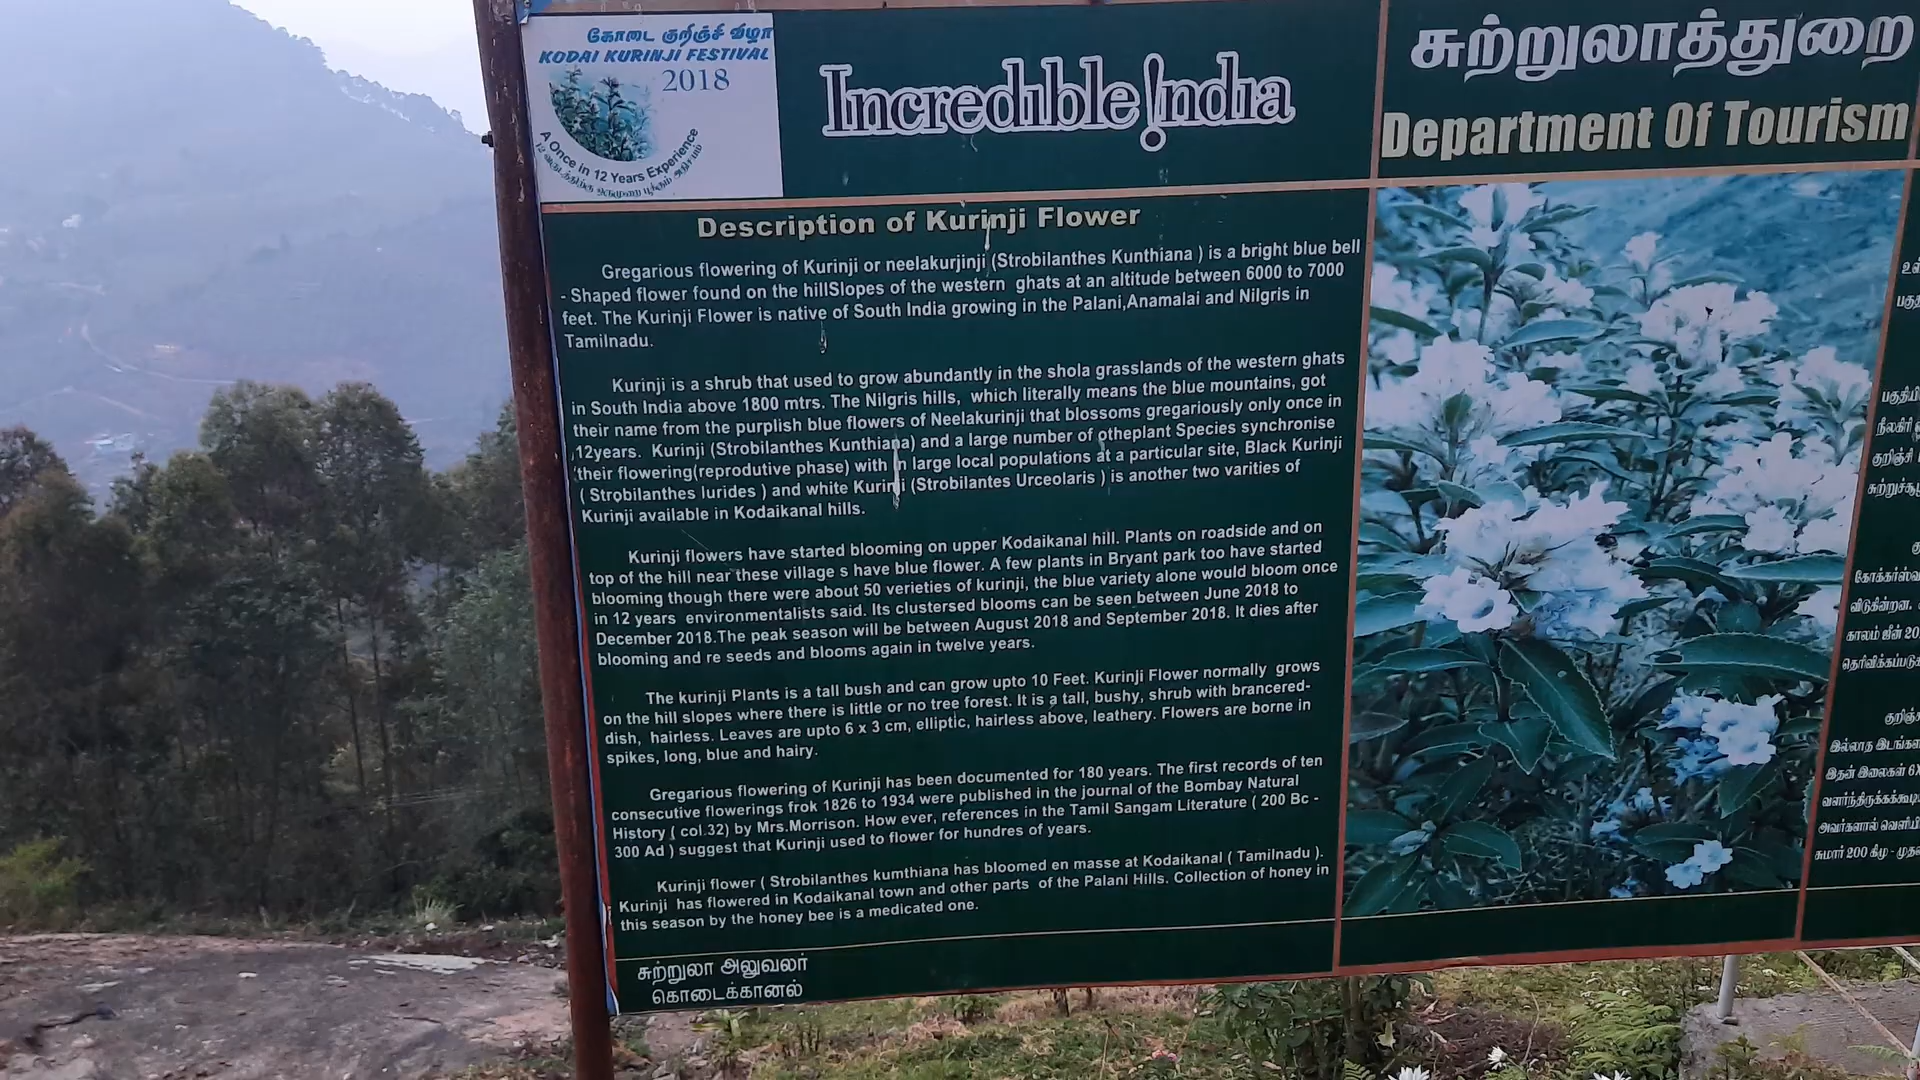 கோடை குறிஞ்சி விழா
KODAI KURINJI FESTIVAL
2018
A Once in 12 Years Experience
Incredible !ndia
சுற்றுலாத்துறை
Department Of Tourism
Description of Kurinji Flower
Gregarious flowering of Kurinji or neelakurjinji (Strobilanthes Kunthiana ) is a bright blue bell
- Shaped flower found on the hillSlopes of the western ghats at an altitude between 6000 to 7000
feet. The Kurinji Flower is native of South India growing in the Palani,Anamalai and Nilgris in
Tamilnadu.
Kurinji is a shrub that used to grow abundantly in the shola grasslands of the western ghats
in South India above 1800 mtrs. The Nilgris hills, which literally means the blue mountains, got
their name from the purplish blue flowers of Neelakurinji that blossoms gregariously only once in
12years. Kurinji (Strobilanthes Kunthiana) and a large number of otheplant Species synchronise
their flowering(reprodutive phase) with in large local populations at a particular site, Black Kurinji
( Strobilanthes lurides ) and white Kurinji (Strobilantes Urceolaris ) is another two varities of
Kurinji available in Kodaikanal hills.
Kurinji flowers have started blooming on upper Kodaikanal hill. Plants on roadside and on
top of the hill near these village s have blue flower. A few plants in Bryant park too have started
blooming though there were about 50 verieties of kurinji, the blue variety alone would bloom once
in 12 years environmentalists said. Its clustersed blooms can be seen between June 2018 to
December 2018.The peak season will be between August 2018 and September 2018. It dies after
blooming and re seeds and blooms again in twelve years.
The kurinji Plants is a tall bush and can grow upto 10 Feet. Kurinji Flower normally grows
on the hill slopes where there is little or no tree forest. It is a tall, bushy, shrub with brancered-
dish, hairless. Leaves are upto 6 x 3 cm, elliptic, hairless above, leathery. Flowers are borne in
spikes, long, blue and hairy.
Gregarious flowering of Kurinji has been documented for 180 years. The first records of ten
consecutive flowerings frok 1826 to 1934 were published in the journal of the Bombay Natural
History ( col.32) by Mrs.Morrison. How ever, references in the Tamil Sangam Literature ( 200 Bc -
300 Ad ) suggest that Kurinji used to flower for hundres of years.
Kurinji flower ( Strobilanthes kumthiana has bloomed en masse at Kodaikanal ( Tamilnadu ).
Kurinji has flowered in Kodaikanal town and other parts of the Palani Hills. Collection of honey in
this season by the honey bee is a medicated one.
சுற்றுலா அலுவலர்
கொடைக்கானல்